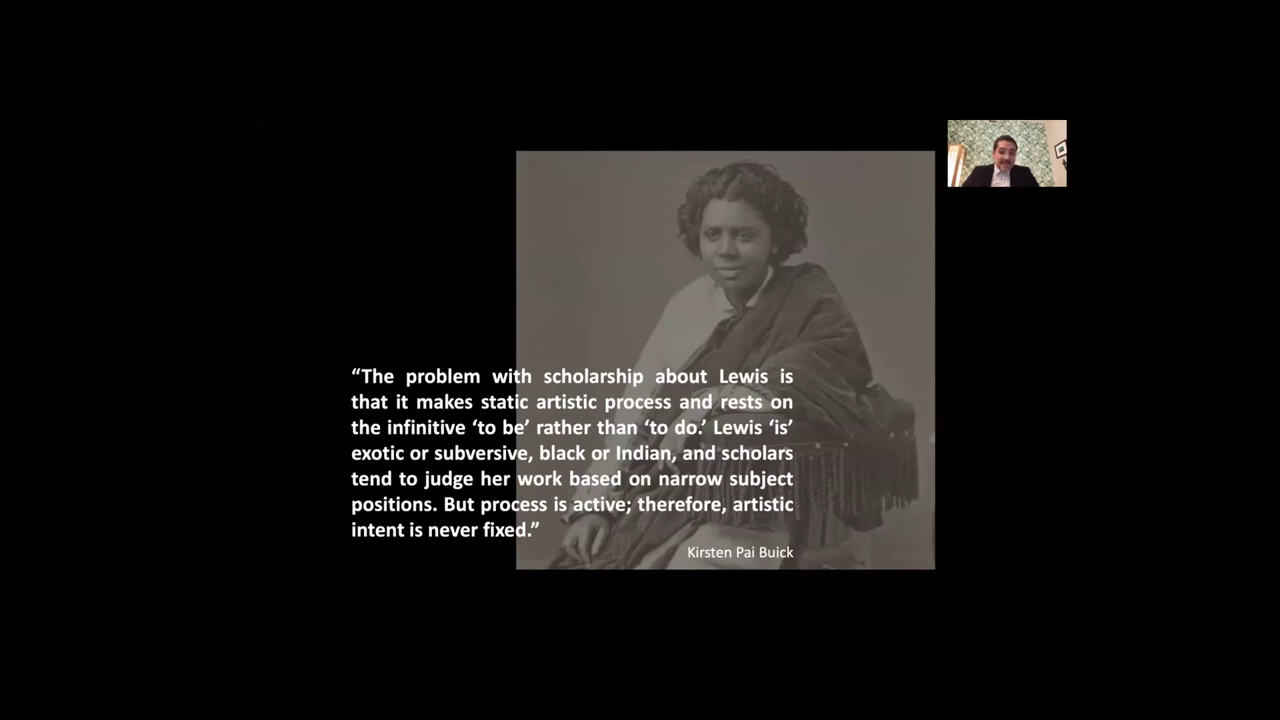 “The problem with scholarship about Lewis is
that it makes static artistic process and rests on
the infinitive ‘to be’ rather than ‘to do.’ Lewis ‘is’
exotic or subversive, black or Indian, and scholars
tend to judge her work based on narrow subject
positions. But process is active; therefore, artistic
intent is never fixed.”
Kirsten Pai Buick